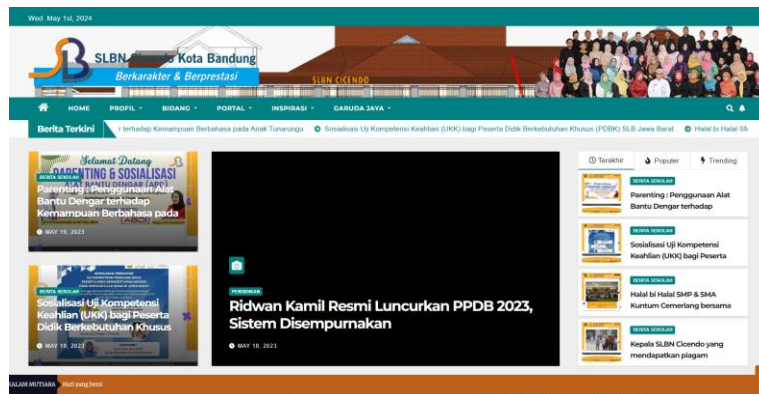 Wed. May 1st, 2024
SLBN Cicendo Kota Bandung
Berkarakter & Berprestasi
SLBN CICENDO
HOME PROFIL BIDANG PORTAL INSPIRASI GARUDA JAYA
Berita Terkini
terhadap Kemampuan Berbahasa pada Anak Tunarungu
Sosialisasi Uji Kompetensi Keahlian (UKK) bagi Peserta Didik Berkebutuhan Khusus (PDBK) SLB Jawa Barat
Halal bi Halal SM
Selamat Datang
PARENTING & SOSIALISASI
ALAT BANTU DENGAR (ABD)
BERITA SEKOLAH
Parenting : Penggunaan Alat
Bantu Dengar terhadap
Kemampuan Berbahasa pada
MAY 19, 2023
BERITA SEKOLAH
Sosialisasi Uji Kompetensi
Keahlian (UKK) bagi Peserta
Didik Berkebutuhan Khusus
MAY 19, 2023
PENDIDIKAN
Ridwan Kamil Resmi Luncurkan PPDB 2023,
Sistem Disempurnakan
MAY 18, 2023
Terakhir Populer Trending
BERITA SEKOLAH
Parenting : Penggunaan Alat
Bantu Dengar terhadap
BERITA SEKOLAH
Sosialisasi Uji Kompetensi
Keahlian (UKK) bagi Peserta
BERITA SEKOLAH
Halal bi Halal SMP & SMA
Kuntum Cemerlang bersama
BERITA SEKOLAH
Kepala SLBN Cicendo yang
mendapatkan piagam
KALAM MUTIARA
Hati yang bersi